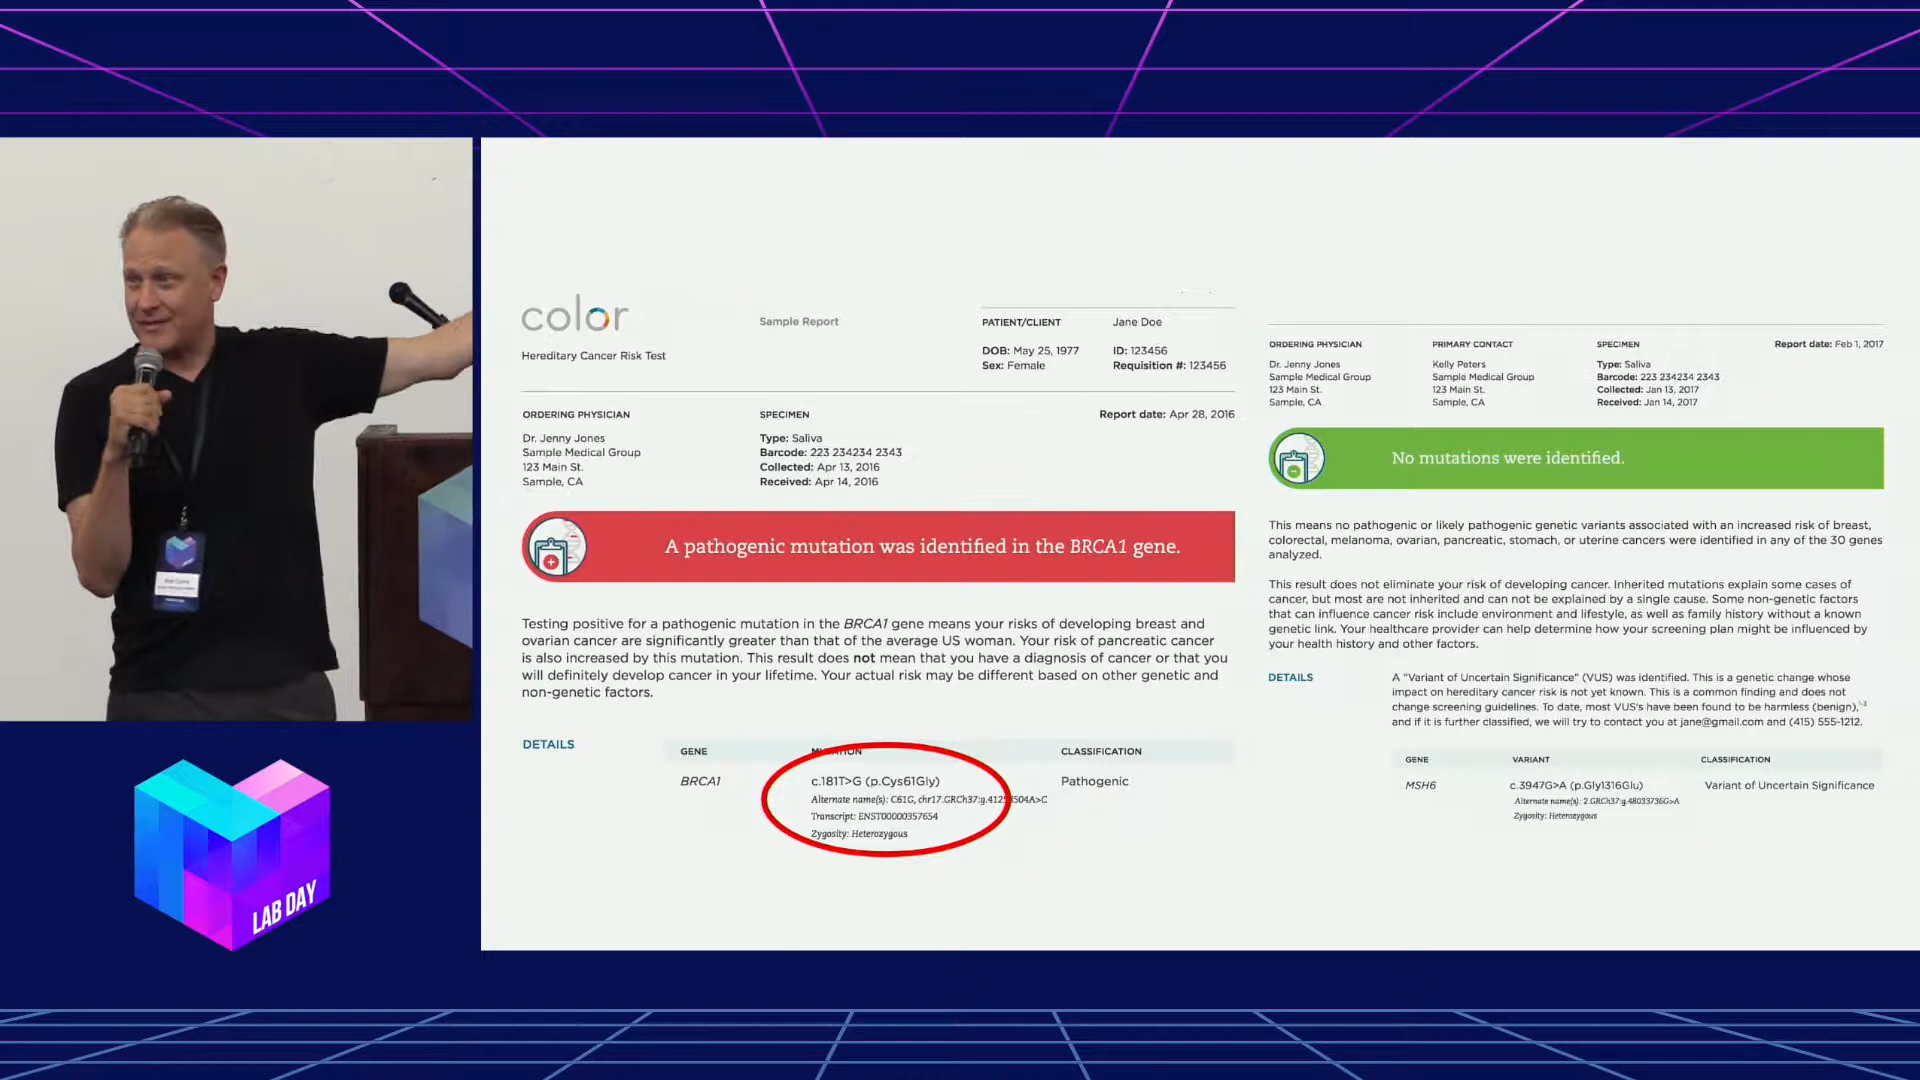 color
Sample Report
Hereditary Cancer Risk Test
PATIENT/CLIENT Jane Doe
DOB: May 25, 1977 ID: 123456
Sex: Female Requisition #: 123456
ORDERING PHYSICIAN
Dr. Jenny Jones
Sample Medical Group
123 Main St.
Sample, CA
SPECIMEN
Type: Saliva
Barcode: 223 234234 2343
Collected: Apr 13, 2016
Received: Apr 14, 2016
Report date: Apr 28, 2016
A pathogenic mutation was identified in the BRCA1 gene.
Testing positive for a pathogenic mutation in the BRCA1 gene means your risks of developing breast and
ovarian cancer are significantly greater than that of the average US woman. Your risk of pancreatic cancer
is also increased by this mutation. This result does not mean that you have a diagnosis of cancer or that you
will definitely develop cancer in your lifetime. Your actual risk may be different based on other genetic and
non-genetic factors.
DETAILS
GENE MUTATION CLASSIFICATION
BRCA1 c.181T>G (p.Cys61Gly) Pathogenic
Alternate name(s): C61G,
Transcript: ENST00000357654
Zygosity: Heterozygous
ORDERING PHYSICIAN
Dr. Jenny Jones
Sample Medical Group
123 Main St.
Sample, CA
PRIMARY CONTACT
Kelly Peters
Sample Medical Group
123 Main St.
Sample, CA
SPECIMEN
Type: Saliva
Barcode: 223 234234 2343
Collected: Jan 13, 2017
Received: Jan 14, 2017
Report date: Feb 1, 2017
No mutations were identified.
This means no pathogenic or likely pathogenic genetic variants associated with an increased risk of breast,
colorectal, melanoma, ovarian, pancreatic, stomach, or uterine cancers were identified in any of the 30 genes
analyzed.
This result does not eliminate your risk of developing cancer. Inherited mutations explain some cases of
cancer, but most are not inherited and can not be explained by a single cause. Some non-genetic factors
that can influence cancer risk include environment and lifestyle, as well as family history without a known
genetic link. Your healthcare provider can help determine how your screening plan might be influenced by
your health history and other factors.
DETAILS
A “Variant of Uncertain Significance” (VUS) was identified. This is a genetic change whose
impact on hereditary cancer risk is not yet known. This is a common finding and does not
change screening guidelines. To date, most VUS's have been found to be harmless (benign),1-3
and if it is further classified, we will try to contact you at jane@gmail.com and (415) 555-1212.
GENE VARIANT CLASSIFICATION
MSH6 c.3947G>A (p.Gly1316Glu) Variant of Uncertain Significance
Alternate name(s): 2.GRCh37:g.48033736G>A
Zygosity: Heterozygous
LAB DAY